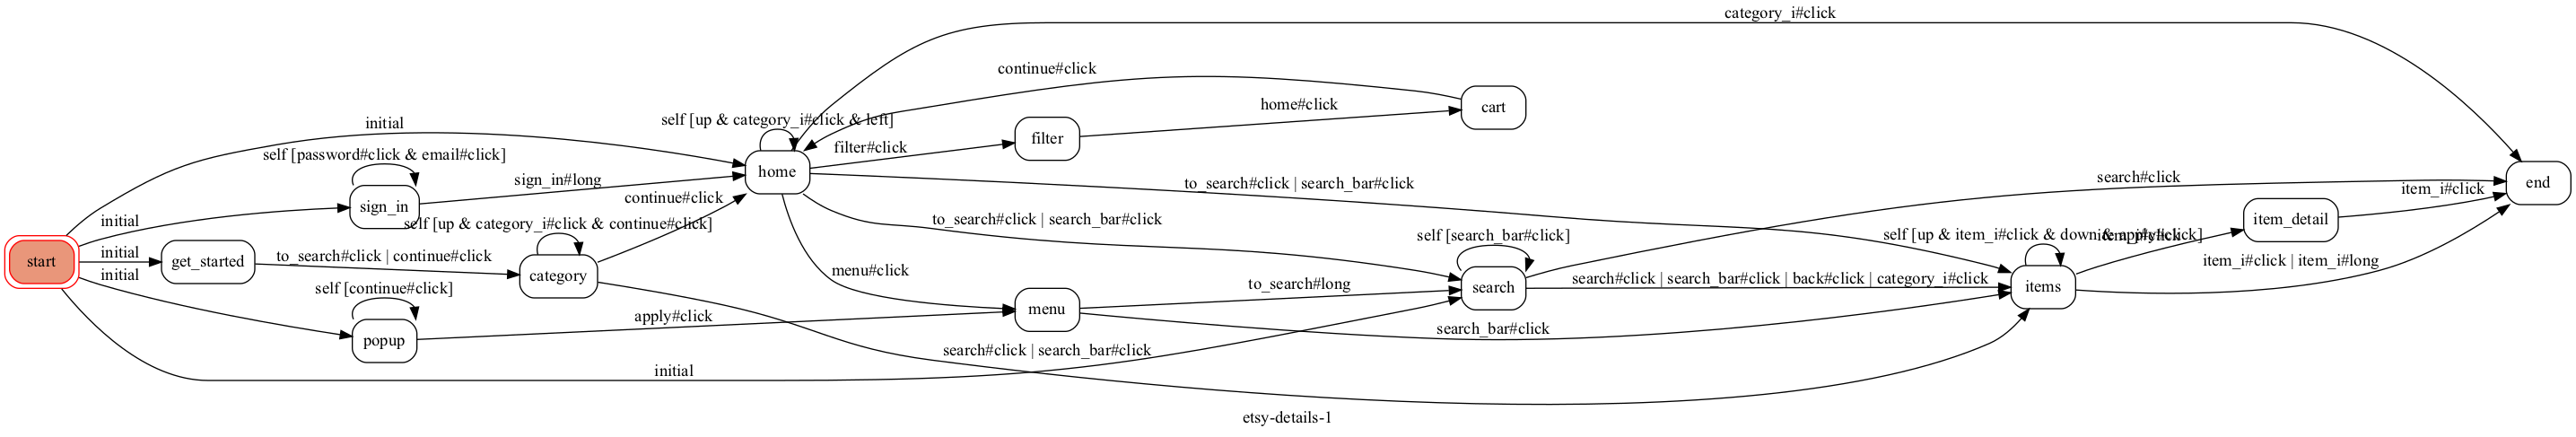 category_i#click
continue#click
home#click
cart
self [up & category_i#click & left]
initial
filter
filter#click
self [password#click & email#click]
home
sign_in#long
sign_in
to_search#click | search_bar#click
search#click
end
item_i#click
continue#click
initial
self [up & category_i#click & continue#click]
to_search#click | search_bar#click
item_detail
self [search_bar#click]
self [up & item_i#click & down & apply#click]
item_i#click
initial
start
get_started
to_search#click | continue#click
category
menu#click
item_i#click | item_i#long
initial
self [continue#click]
to_search#long
search
search#click | search_bar#click | back#click | category_i#click
items
menu
apply#click
popup
search_bar#click
search#click | search_bar#click
initial
etsy-details-1